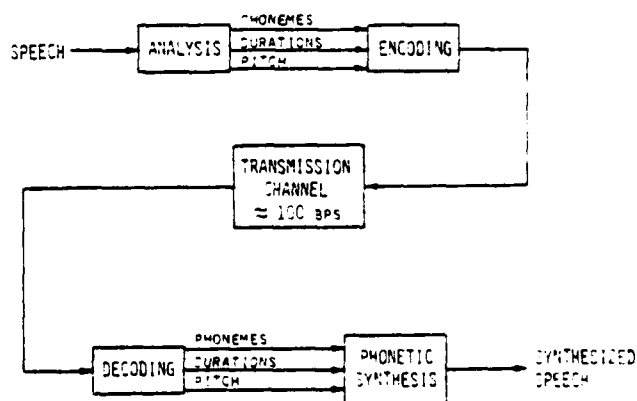 PHONEMES
SPEECH
ANALYSIS
DURATIONS
ENCODING
PITCH
TRANSMISSION
CHANNEL
≈ 100 BPS
PHONEMES
DECODING
DURATIONS
PITCH
PHONETIC
SYNTHESIS
SYNTHESIZED
SPEECH